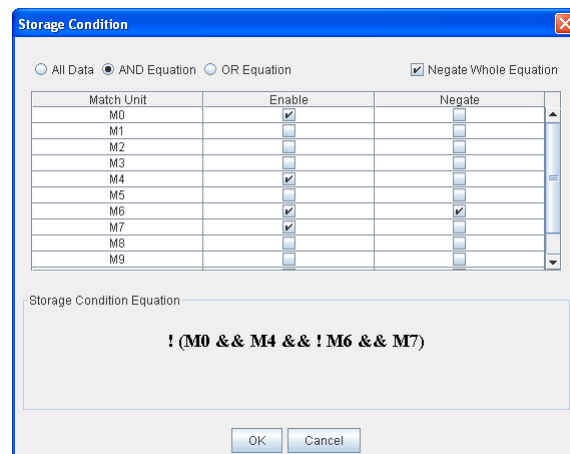 Storage Condition
All Data AND Equation OR Equation Negate Whole Equation
Match Unit Enable Negate
M0
M1
M2
M3
M4
M5
M6
M7
M8
M9
Storage Condition Equation
! (M0 && M4 && ! M6 && M7)
OK Cancel